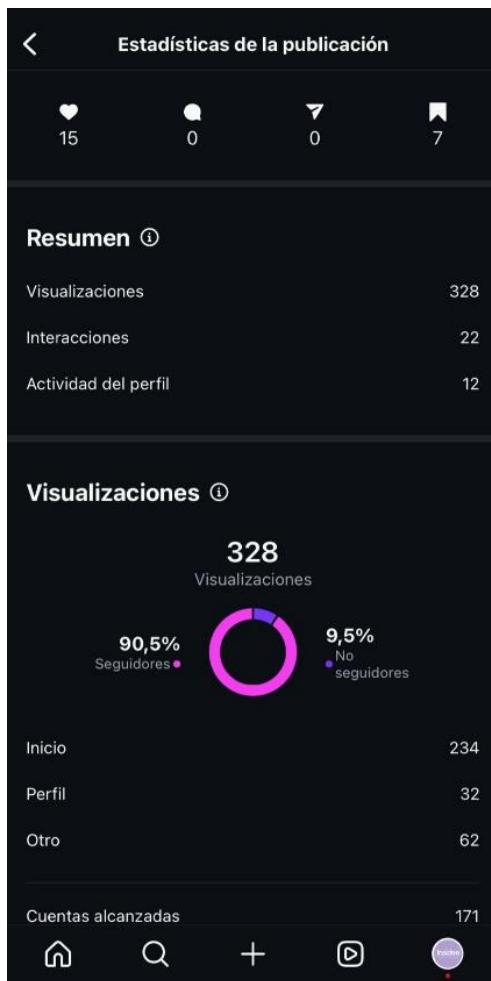 Estadísticas de la publicación
15 0 0 7
Resumen
Visualizaciones 328
Interacciones 22
Actividad del perfil 12
Visualizaciones
328
Visualizaciones
90,5% 9,5%
Seguidores No
seguidores
Inicio 234
Perfil 32
Otro 62
Cuentas alcanzadas 171